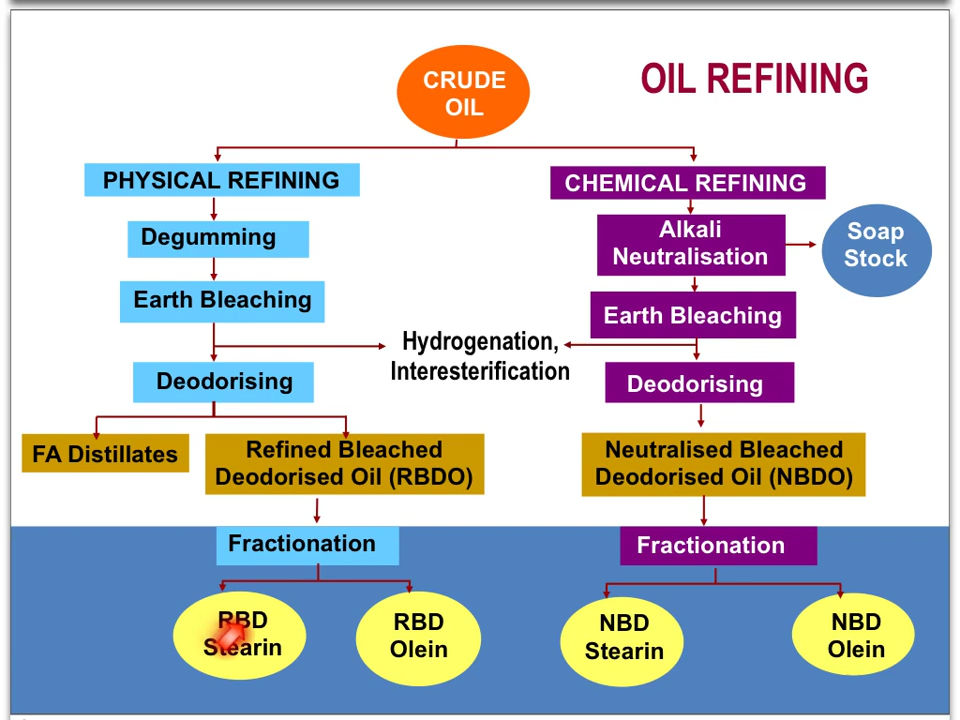 OIL REFINING
CRUDE
OIL
PHYSICAL REFINING
CHEMICAL REFINING
Degumming
Alkali
Neutralisation
Soap
Stock
Earth Bleaching
Earth Bleaching
Hydrogenation,
Interesterification
Deodorising
Deodorising
FA Distillates
Refined Bleached
Deodorised Oil (RBDO)
Neutralised Bleached
Deodorised Oil (NBDO)
Fractionation
Fractionation
RBD
Stearin
RBD
Olein
NBD
Stearin
NBD
Olein